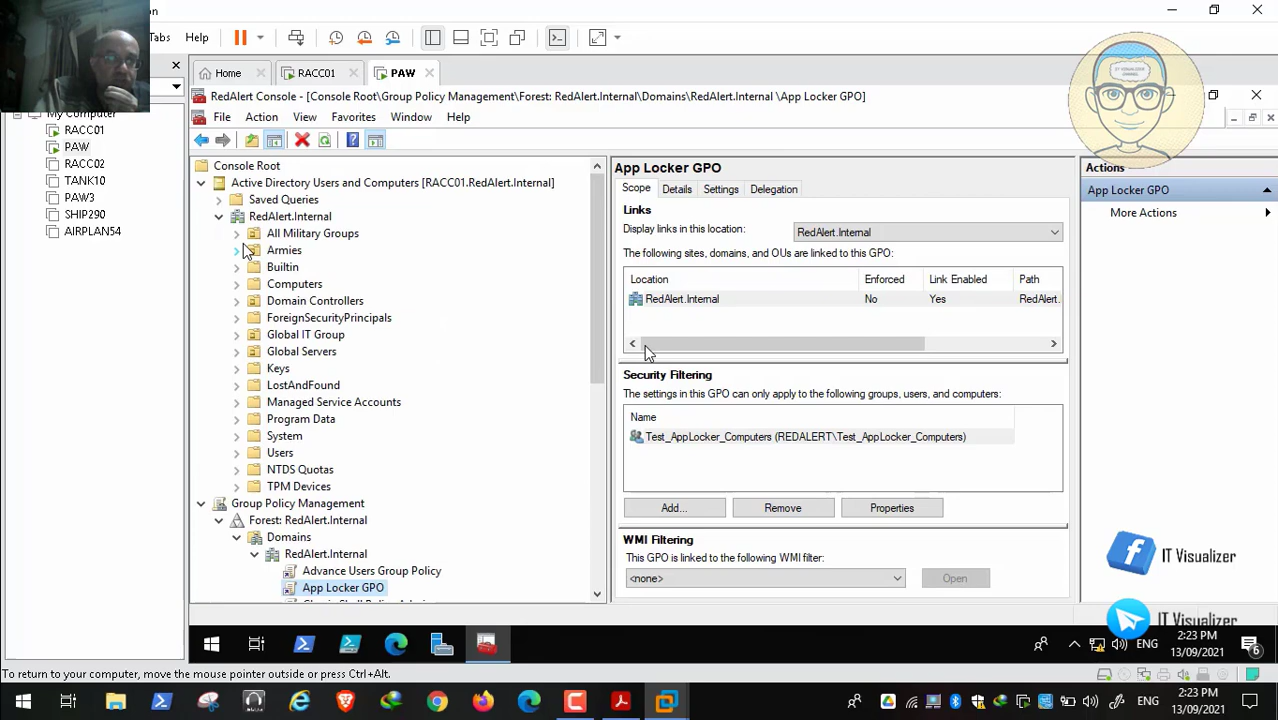 tion
Tabs Help
Home RACC01 PAW
RedAlert Console - [Console Root\Group Policy Management\Forest: RedAlert.Internal\Domains\RedAlert.Internal \App Locker GPO]
File Action View Favorites Window Help
My Computer
RACC01
PAW
RACC02
TANK10
PAW3
SHIP290
AIRPLAN54
Console Root
Active Directory Users and Computers [RACC01.RedAlert.Internal]
Saved Queries
RedAlert.Internal
All Military Groups
Armies
Builtin
Computers
Domain Controllers
ForeignSecurityPrincipals
Global IT Group
Global Servers
Keys
LostAndFound
Managed Service Accounts
Program Data
System
Users
NTDS Quotas
TPM Devices
Group Policy Management
Forest: RedAlert.Internal
Domains
RedAlert.Internal
Advance Users Group Policy
App Locker GPO
App Locker GPO
Scope Details Settings Delegation
Links
Display links in this location: RedAlert.Internal
The following sites, domains, and OUs are linked to this GPO:
Location Enforced Link Enabled Path
RedAlert.Internal No Yes RedAlert.
Security Filtering
The settings in this GPO can only apply to the following groups, users, and computers:
Name
Test_AppLocker_Computers (REDALERT\Test_AppLocker_Computers)
Add... Remove Properties
WMI Filtering
This GPO is linked to the following WMI filter:
<none> Open
Actions
App Locker GPO
More Actions
IT VISUALIZER
CHANNEL
IT Visualizer
IT Visualizer
ENG 2:23 PM
13/09/2021 6
To return to your computer, move the mouse pointer outside or press Ctrl+Alt.
ENG 2:23 PM
13/09/2021